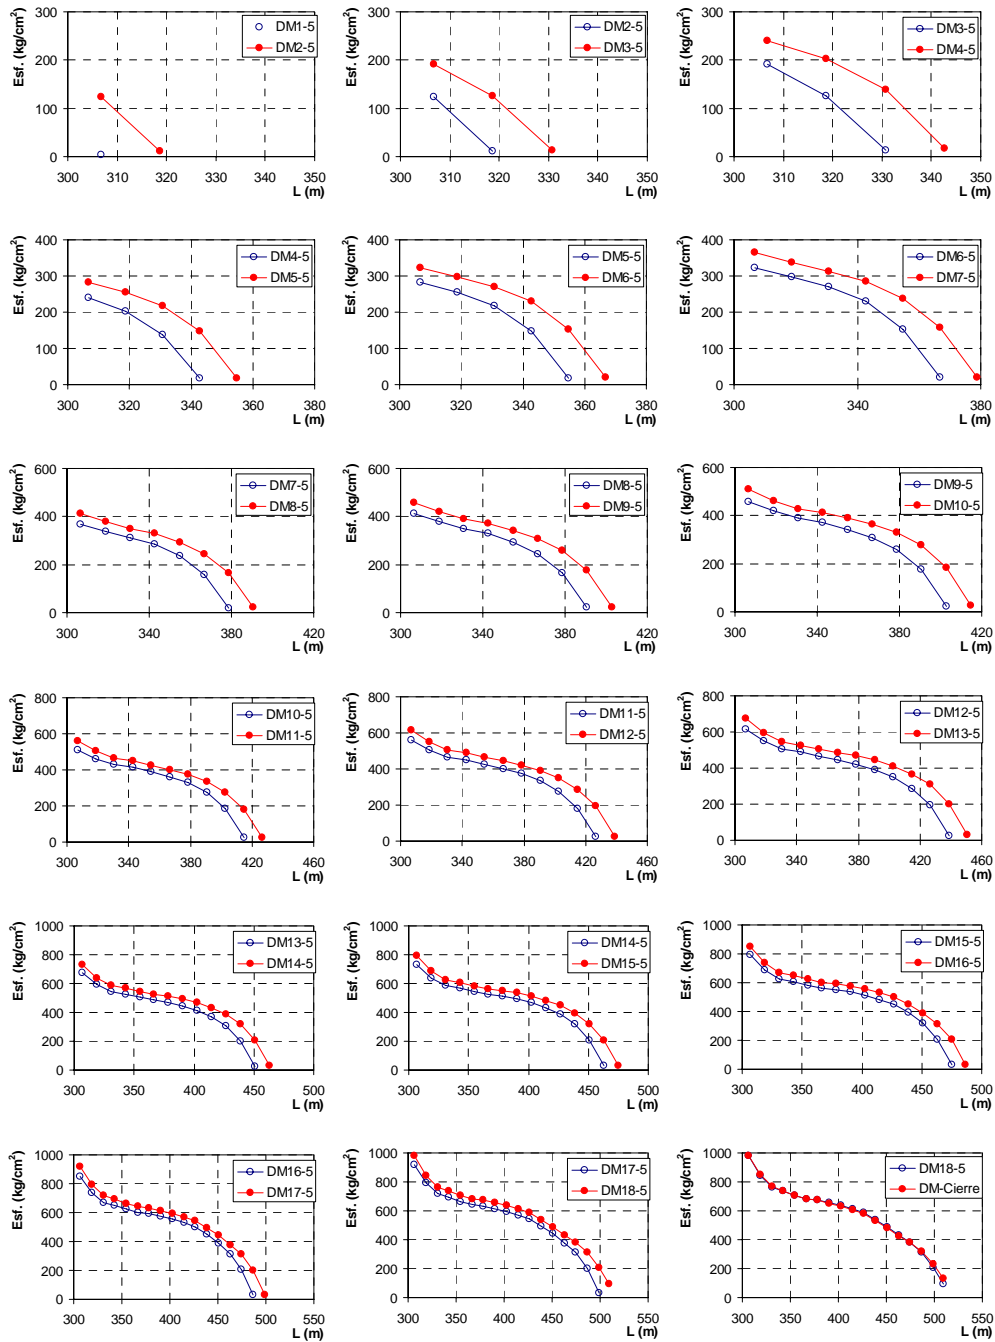 Esf. (kg/cm²)
300
200
100
0
DM1-5
DM2-5
300 310 320 330 340 350
L (m)
Esf. (kg/cm²)
300
200
100
0
DM2-5
DM3-5
300 310 320 330 340 350
L (m)
Esf. (kg/cm²)
300
200
100
0
DM3-5
DM4-5
300 310 320 330 340 350
L (m)
Esf. (kg/cm²)
400
300
200
100
0
DM4-5
DM5-5
300 320 340 360 380
L (m)
Esf. (kg/cm²)
400
300
200
100
0
DM5-5
DM6-5
300 320 340 360 380
L (m)
Esf. (kg/cm²)
400
300
200
100
0
DM6-5
DM7-5
300 340 380
L (m)
Esf. (kg/cm²)
600
400
200
0
DM7-5
DM8-5
300 340 380 420
L (m)
Esf. (kg/cm²)
600
400
200
0
DM8-5
DM9-5
300 340 380 420
L (m)
Esf. (kg/cm²)
600
400
200
0
DM9-5
DM10-5
300 340 380 420
L (m)
Esf. (kg/cm²)
800
600
400
200
0
DM10-5
DM11-5
300 340 380 420 460
L (m)
Esf. (kg/cm²)
800
600
400
200
0
DM11-5
DM12-5
300 340 380 420 460
L (m)
Esf. (kg/cm²)
800
600
400
200
0
DM12-5
DM13-5
300 340 380 420 460
L (m)
Esf. (kg/cm²)
1000
800
600
400
200
0
DM13-5
DM14-5
300 350 400 450 500
L (m)
Esf. (kg/cm²)
1000
800
600
400
200
0
DM14-5
DM15-5
300 350 400 450 500
L (m)
Esf. (kg/cm²)
1000
800
600
400
200
0
DM15-5
DM16-5
300 350 400 450 500
L (m)
Esf. (kg/cm²)
1000
800
600
400
200
0
DM16-5
DM17-5
300 350 400 450 500 550
L (m)
Esf. (kg/cm²)
1000
800
600
400
200
0
DM17-5
DM18-5
300 350 400 450 500 550
L (m)
Esf. (kg/cm²)
1000
800
600
400
200
0
DM18-5
DM-Cierre
300 350 400 450 500 550
L (m)